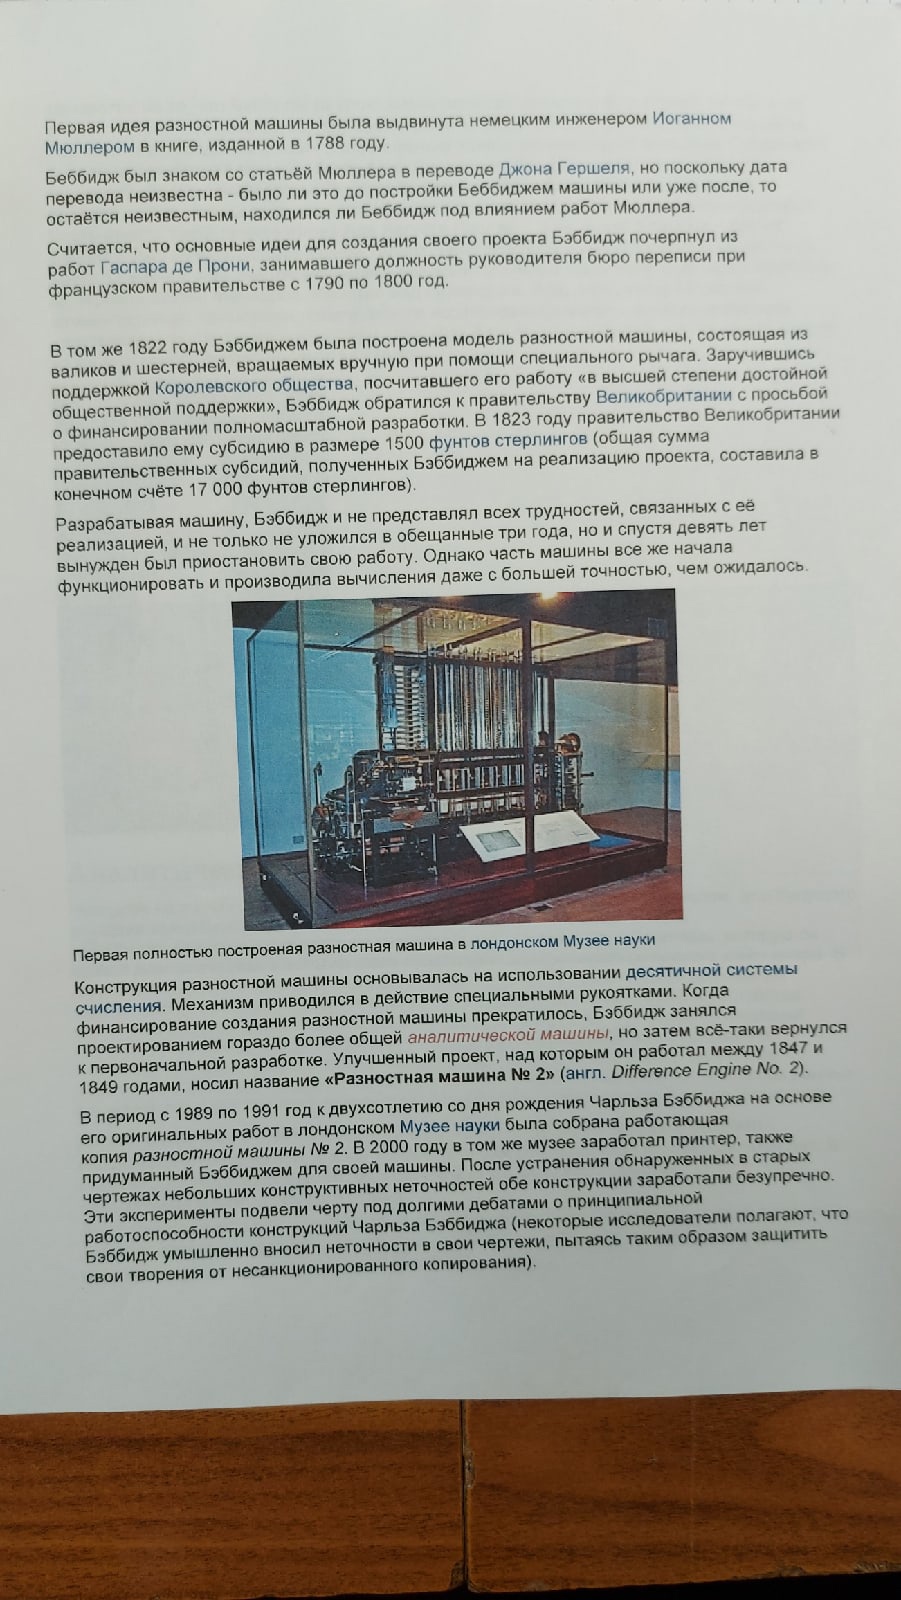 Первая идея разностной машины была выдвинута немецким инженером Иоганном
Мюллером в книге, изданной в 1788 году.
Беббидж был знаком со статьёй Мюллера в переводе Джона Гершеля, но поскольку дата
перевода неизвестна - было ли это до постройки Беббиджем машины или уже после, то
остаётся неизвестным, находился ли Беббидж под влиянием работ Мюллера.
Считается, что основные идеи для создания своего проекта Бэббидж почерпнул из
работ Гаспара де Прони, занимавшего должность руководителя бюро переписи при
французском правительстве с 1790 по 1800 год.
В том же 1822 году Бэббиджем была построена модель разностной машины, состоящая из
валиков и шестерней, вращаемых вручную при помощи специального рычага. Заручившись
поддержкой Королевского общества, посчитавшего его работу «в высшей степени достойной
общественной поддержки», Бэббидж обратился к правительству Великобритании с просьбой
о финансировании полномасштабной разработки. В 1823 году правительство Великобритании
предоставило ему субсидию в размере 1500 фунтов стерлингов (общая сумма
правительственных субсидий, полученных Бэббиджем на реализацию проекта, составила в
конечном счёте 17 000 фунтов стерлингов).
Разрабатывая машину, Бэббидж и не представлял всех трудностей, связанных с её
реализацией, и не только не уложился в обещанные три года, но и спустя девять лет
вынужден был приостановить свою работу. Однако часть машины все же начала
функционировать и производила вычисления даже с большей точностью, чем ожидалось.
Первая полностью построеная разностная машина в лондонском Музее науки
Конструкция разностной машины основывалась на использовании десятичной системы
счисления. Механизм приводился в действие специальными рукоятками. Когда
финансирование создания разностной машины прекратилось, Бэббидж занялся
проектированием гораздо более общей аналитической машины, но затем всё-таки вернулся
к первоначальной разработке. Улучшенный проект, над которым он работал между 1847 и
1849 годами, носил название «Разностная машина № 2» (англ. Difference Engine No. 2).
В период с 1989 по 1991 год к двухсотлетию со дня рождения Чарльза Бэббиджа на основе
его оригинальных работ в лондонском Музее науки была собрана работающая
копия разностной машины № 2. В 2000 году в том же музее заработал принтер, также
придуманный Бэббиджем для своей машины. После устранения обнаруженных в старых
чертежах небольших конструктивных неточностей обе конструкции заработали безупречно.
Эти эксперименты подвели черту под долгими дебатами о принципиальной
работоспособности конструкций Чарльза Бэббиджа (некоторые исследователи полагают, что
Бэббидж умышленно вносил неточности в свои чертежи, пытаясь таким образом защитить
свои творения от несанкционированного копирования).